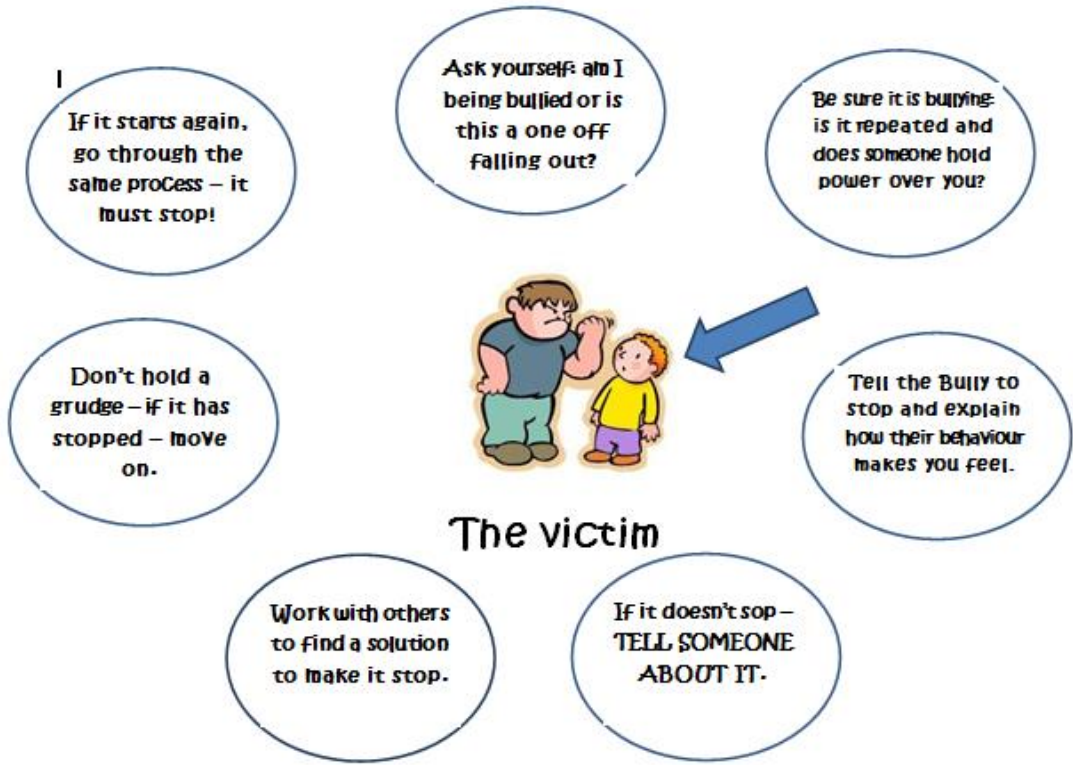 Ask yourself: am I
being bullied or is
this a one off
falling out?
Be sure it is bullying:
is it repeated and
does someone hold
power over you?
Tell the Bully to
stop and explain
how their behaviour
makes you feel.
If it doesn't sop –
TELL SOMEONE
ABOUT IT.
Work with others
to find a solution
to make it stop.
Don't hold a
grudge – if it has
stopped – move
on.
I
If it starts again,
go through the
same process – it
must stop!
The victim